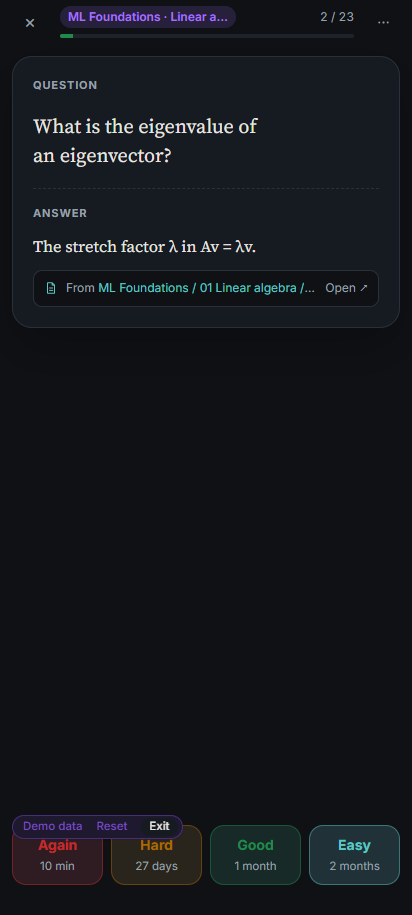 ✕ ML Foundations · Linear a... 2 / 23 ...
QUESTION
What is the eigenvalue of
an eigenvector?
ANSWER
The stretch factor λ in Av = λv.
From ML Foundations / 01 Linear algebra /... Open ↗
Demo data Reset Exit
Again Hard Good Easy
10 min 27 days 1 month 2 months